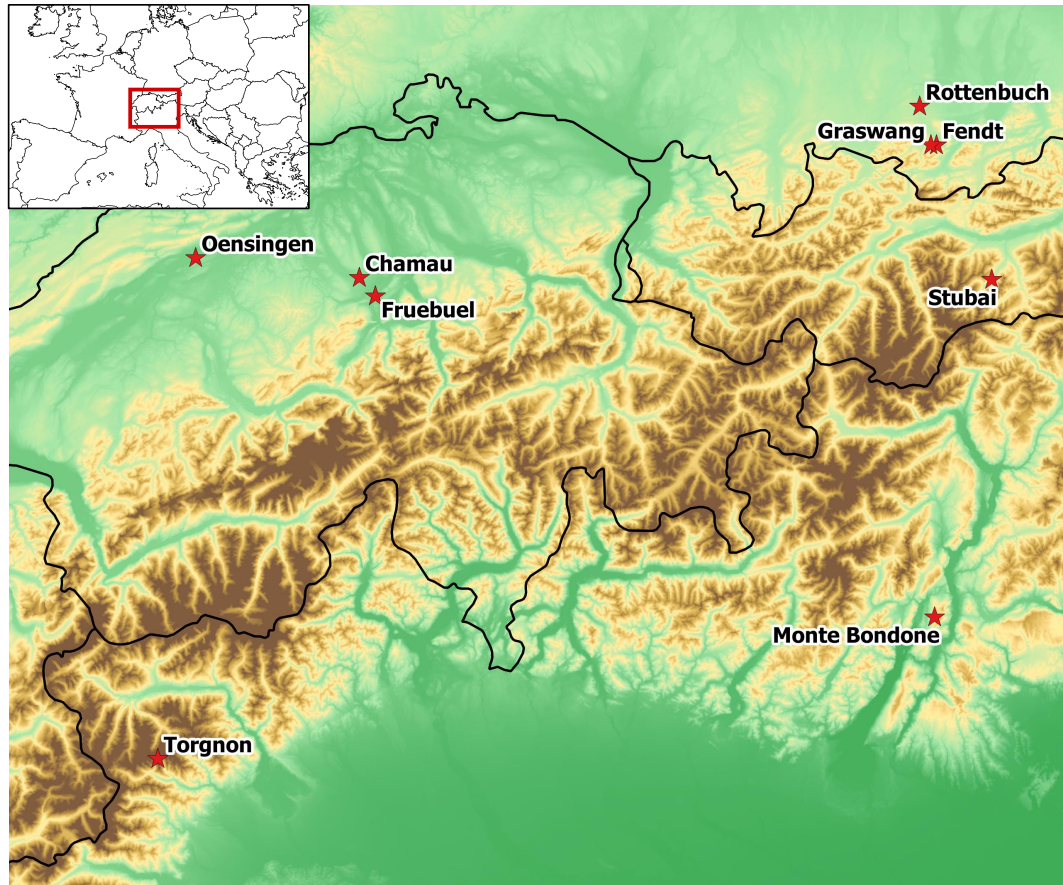 Rottenbuch
Graswang
Fendt
Oensingen
Chamau
Fruebuel
Stubai
Monte Bondone
Torgnon